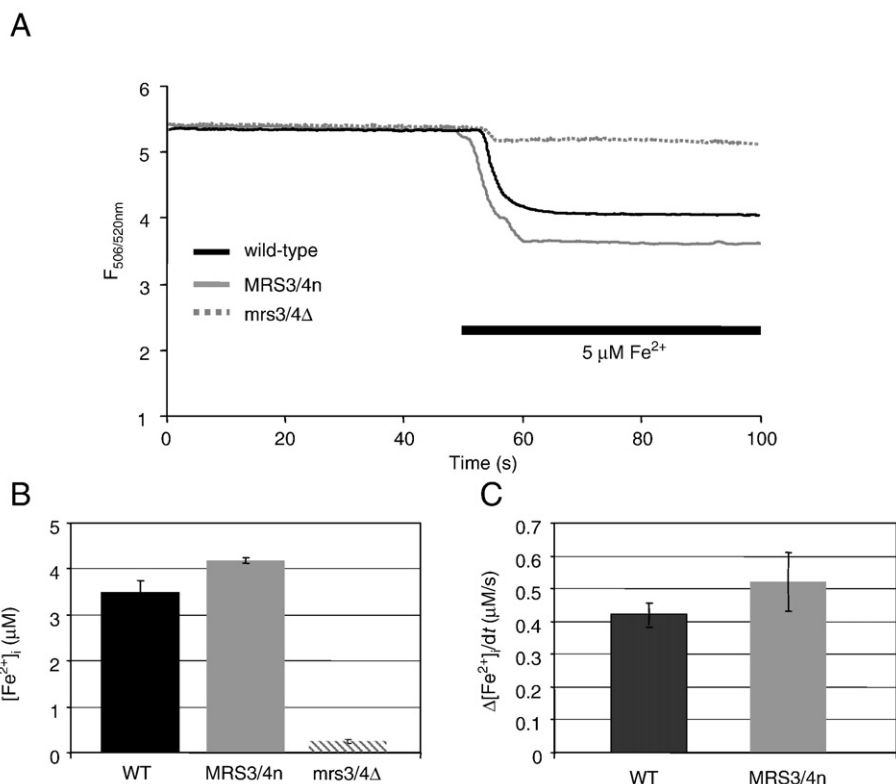 A
6
5
4
3
2
1
F506/520nm
wild-type
MRS3/4n
mrs3/4Δ
5 μM Fe²⁺
0 20 40 60 80 100
Time (s)
B
5
4
3
2
1
0
[Fe²⁺]i (μM)
WT MRS3/4n mrs3/4Δ
C
0.7
0.6
0.5
0.4
0.3
0.2
0.1
0
Δ[Fe²⁺]i/dt (μM/s)
WT MRS3/4n